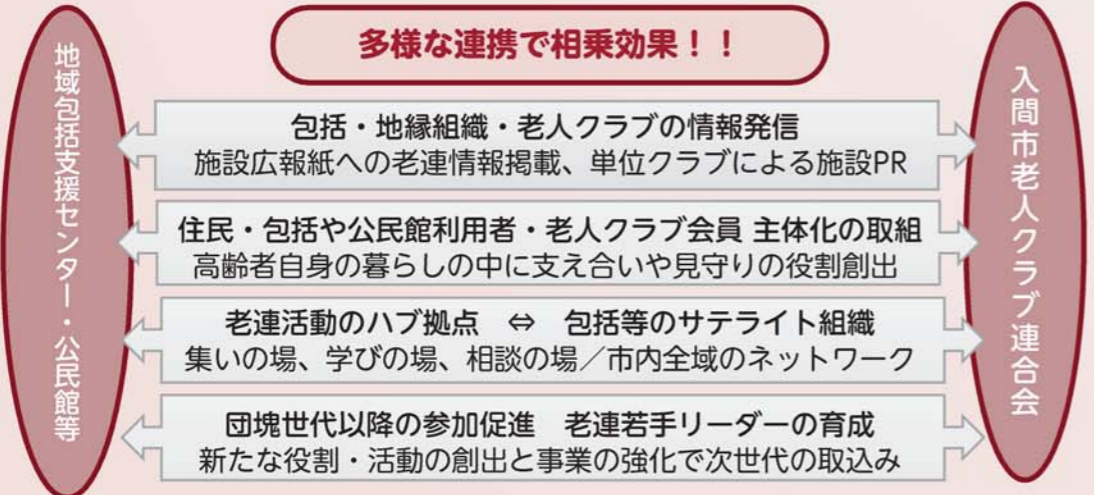 多様な連携で相乗効果！！
地域包括支援センター・公民館等
包括・地縁組織・老人クラブの情報発信
施設広報紙への老連情報掲載、単位クラブによる施設PR
住民・包括や公民館利用者・老人クラブ会員 主体化の取組
高齢者自身の暮らしの中に支え合いや見守りの役割創出
老連活動のハブ拠点 ⇔ 包括等のサテライト組織
集いの場、学びの場、相談の場／市内全域のネットワーク
団塊世代以降の参加促進 老連若手リーダーの育成
新たな役割・活動の創出と事業の強化で次世代の取込み
入間市老人クラブ連合会